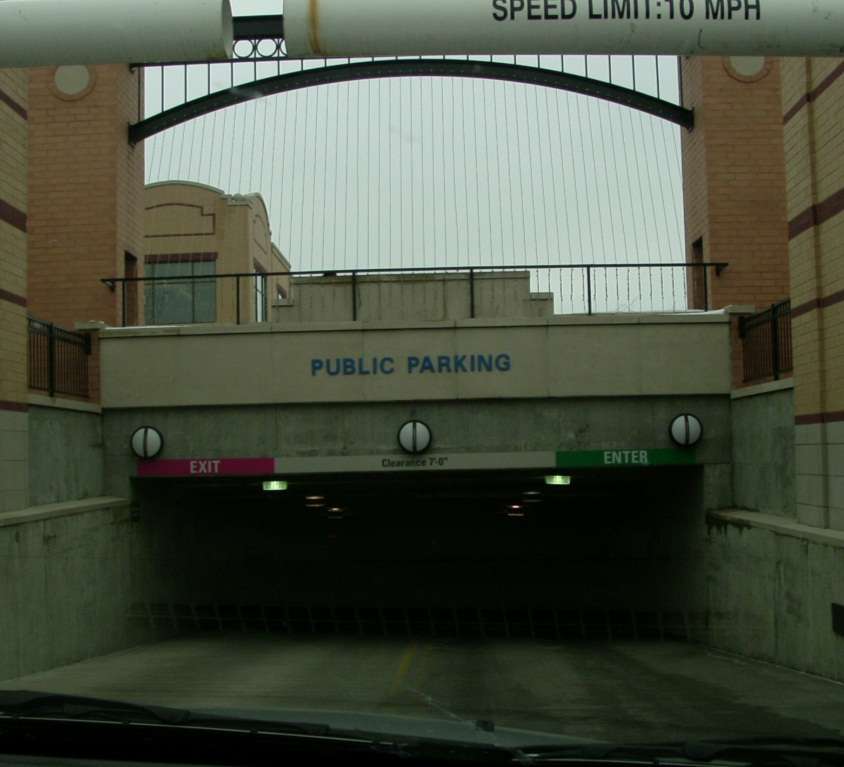 SPEED LIMIT:10 MPH
PUBLIC PARKING
EXIT
Clearance 7'-0"
ENTER